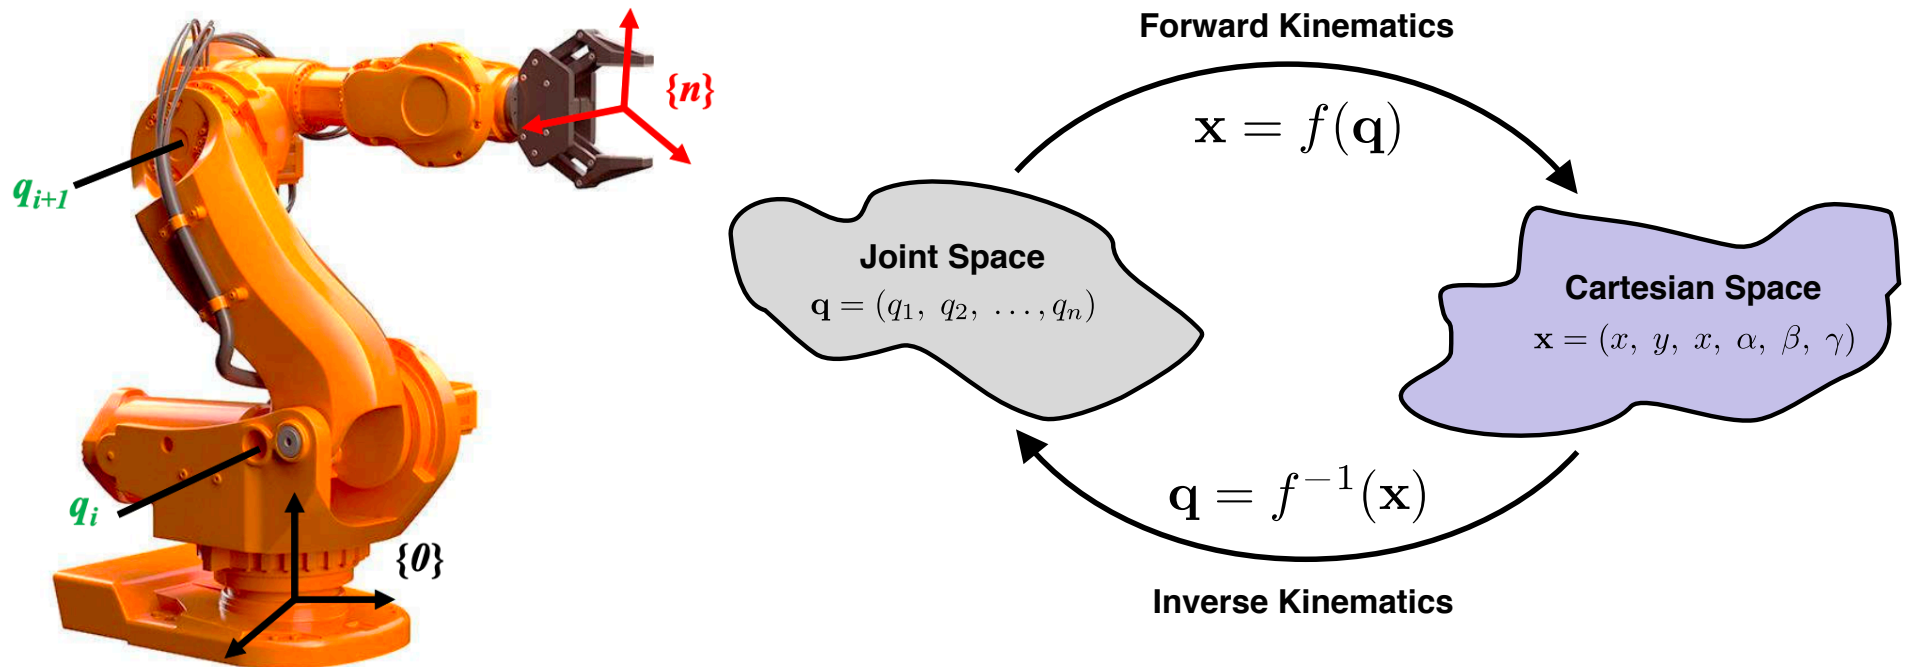 {n}
q_{i+1}
q_i
{0}
Forward Kinematics
x = f(q)
Joint Space
q = (q_1, q_2, ..., q_n)
Cartesian Space
x = (x, y, x, α, β, γ)
q = f^{-1}(x)
Inverse Kinematics